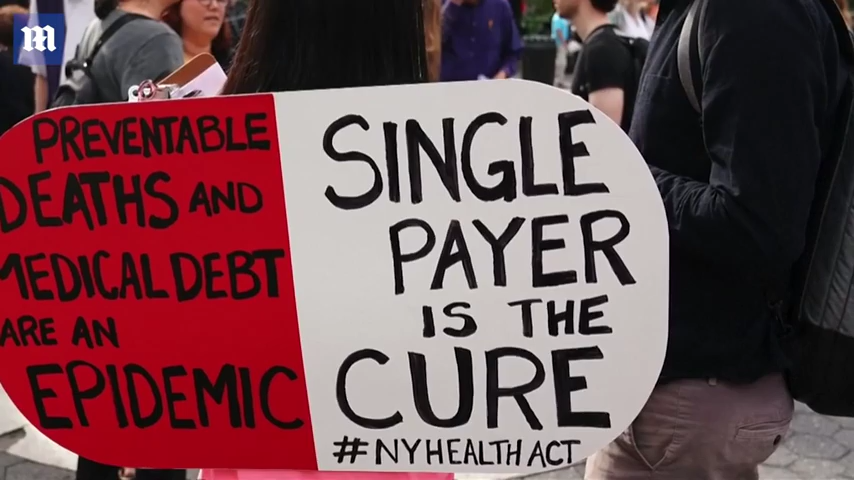 m
PREVENTABLE
DEATHS AND
MEDICAL DEBT
ARE AN
EPIDEMIC
SINGLE
PAYER
IS THE
CURE
#NYHEALTHACT